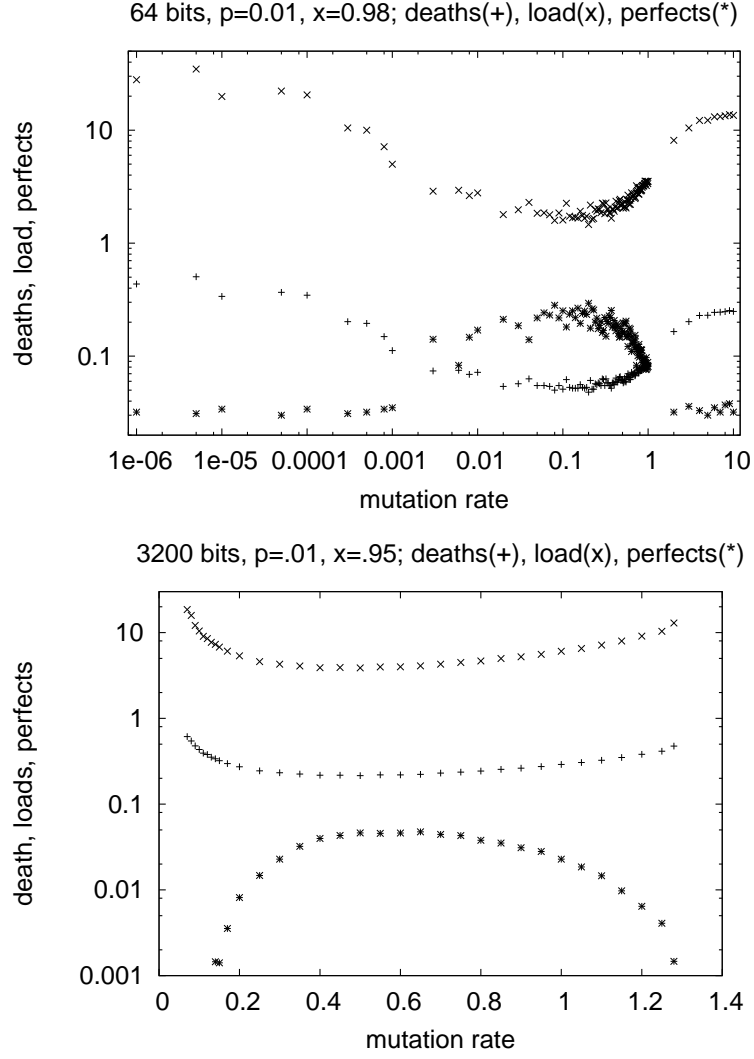 64 bits, p=0.01, x=0.98; deaths(+), load(x), perfects(*)
deaths, load, perfects
10
1
0.1
1e-06 1e-05 0.0001 0.001 0.01 0.1 1 10
mutation rate
3200 bits, p=.01, x=.95; deaths(+), load(x), perfects(*)
death, loads, perfects
10
1
0.1
0.01
0.001
0 0.2 0.4 0.6 0.8 1 1.2 1.4
mutation rate